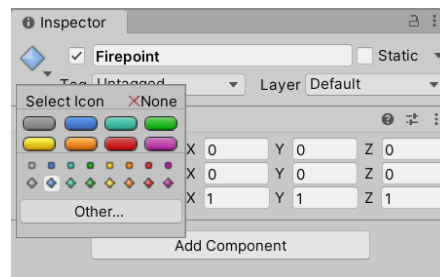 Inspector
Firepoint Static
Tag Untagged Layer Default
Select Icon None
X 0 Y 0 Z 0
X 0 Y 0 Z 0
X 1 Y 1 Z 1
Other...
Add Component